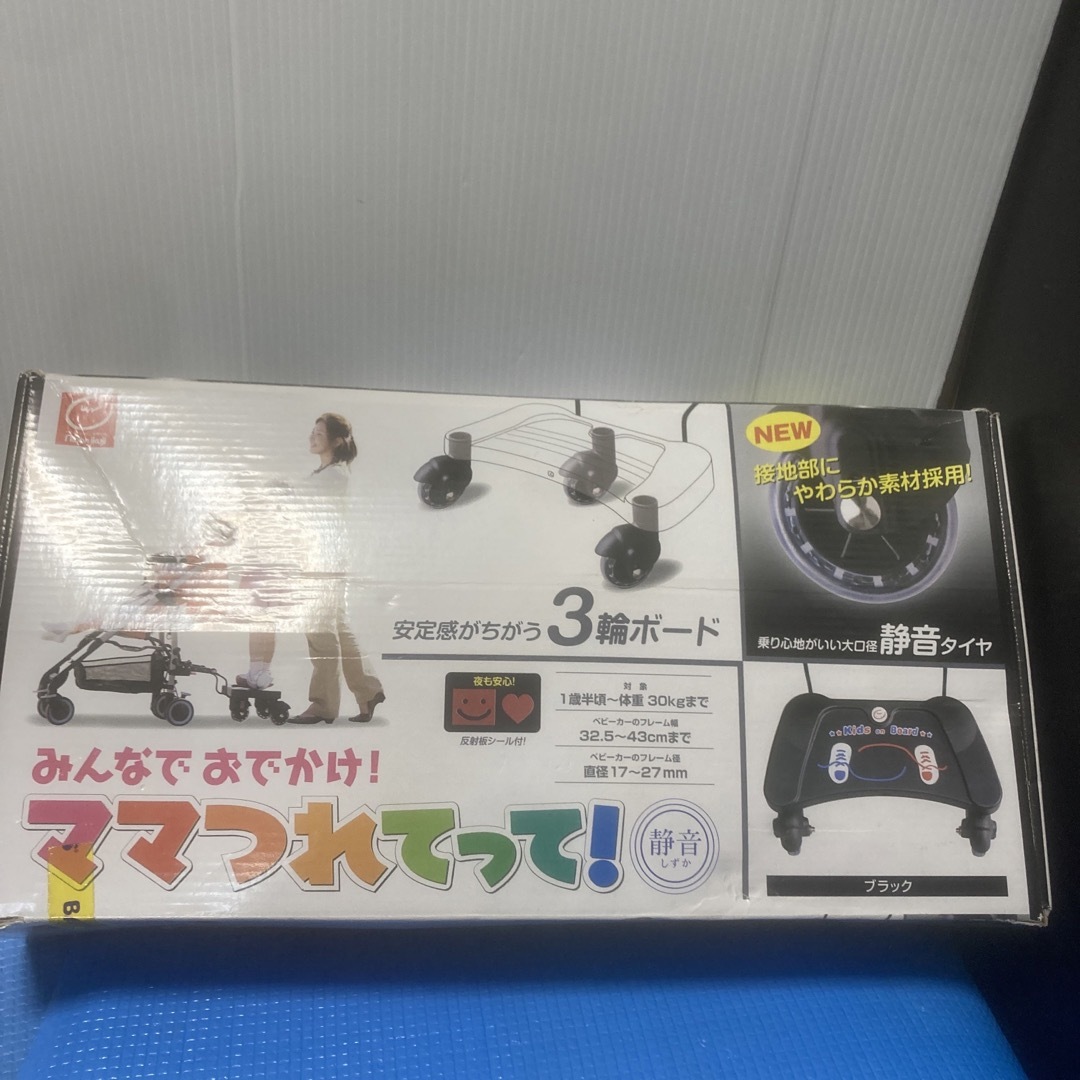 NEW
接地部に
やわらか素材採用!
乗り心地がいい大口径 静音タイヤ
安定感がちがう 3輪ボード
夜も安心!
反射板シール付!
対象
1歳半頃〜体重 30kgまで
ベビーカーのフレーム幅
32.5〜43cmまで
ベビーカーのフレーム径
直径17〜27mm
みんなで おでかけ!
ママつれてって!
静音
しずか
Kids on Board
ブラック